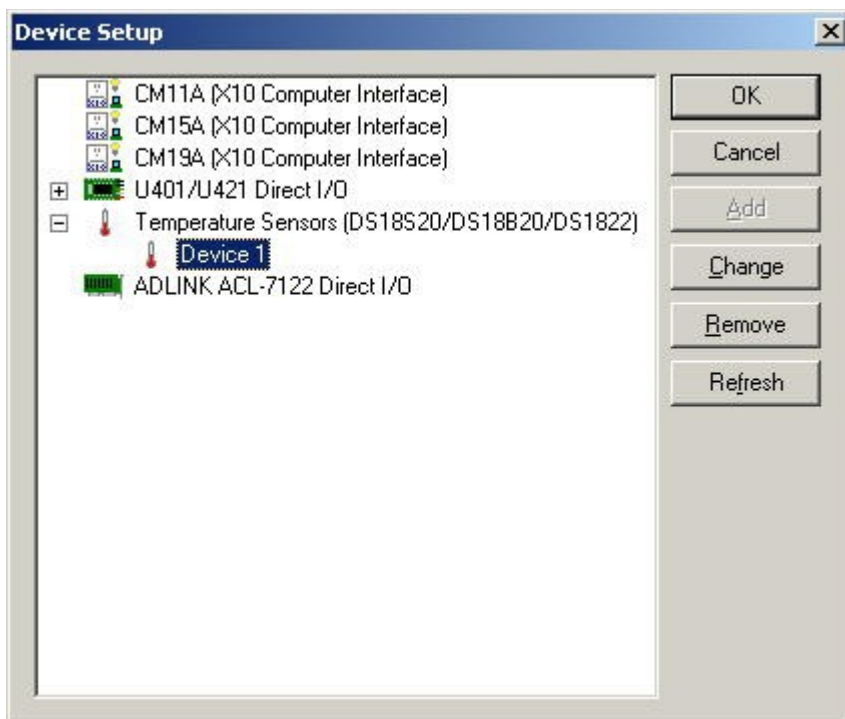 Device Setup
CM11A (X10 Computer Interface)
CM15A (X10 Computer Interface)
CM19A (X10 Computer Interface)
U401/U421 Direct I/O
Temperature Sensors (DS18S20/DS18B20/DS1822)
Device 1
ADLINK ACL-7122 Direct I/O
OK
Cancel
Add
Change
Remove
Refresh